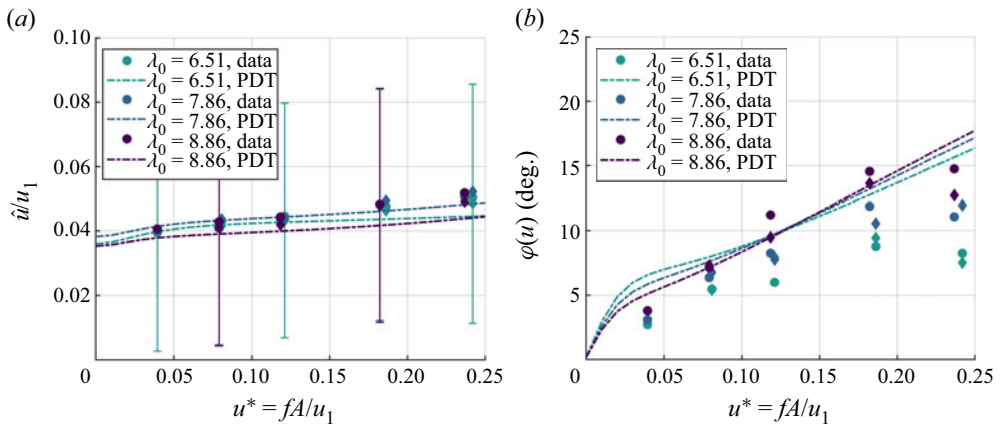 (a)
0.10
0.08
0.06
0.04
0.02
0
0.05
0.10
0.15
0.20
0.25
û/u₁
u* = fA/u₁
λ₀ = 6.51, data
λ₀ = 6.51, PDT
λ₀ = 7.86, data
λ₀ = 7.86, PDT
λ₀ = 8.86, data
λ₀ = 8.86, PDT
(b)
25
20
15
10
5
0
0.05
0.10
0.15
0.20
0.25
φ(u) (deg.)
u* = fA/u₁
λ₀ = 6.51, data
λ₀ = 6.51, PDT
λ₀ = 7.86, data
λ₀ = 7.86, PDT
λ₀ = 8.86, data
λ₀ = 8.86, PDT